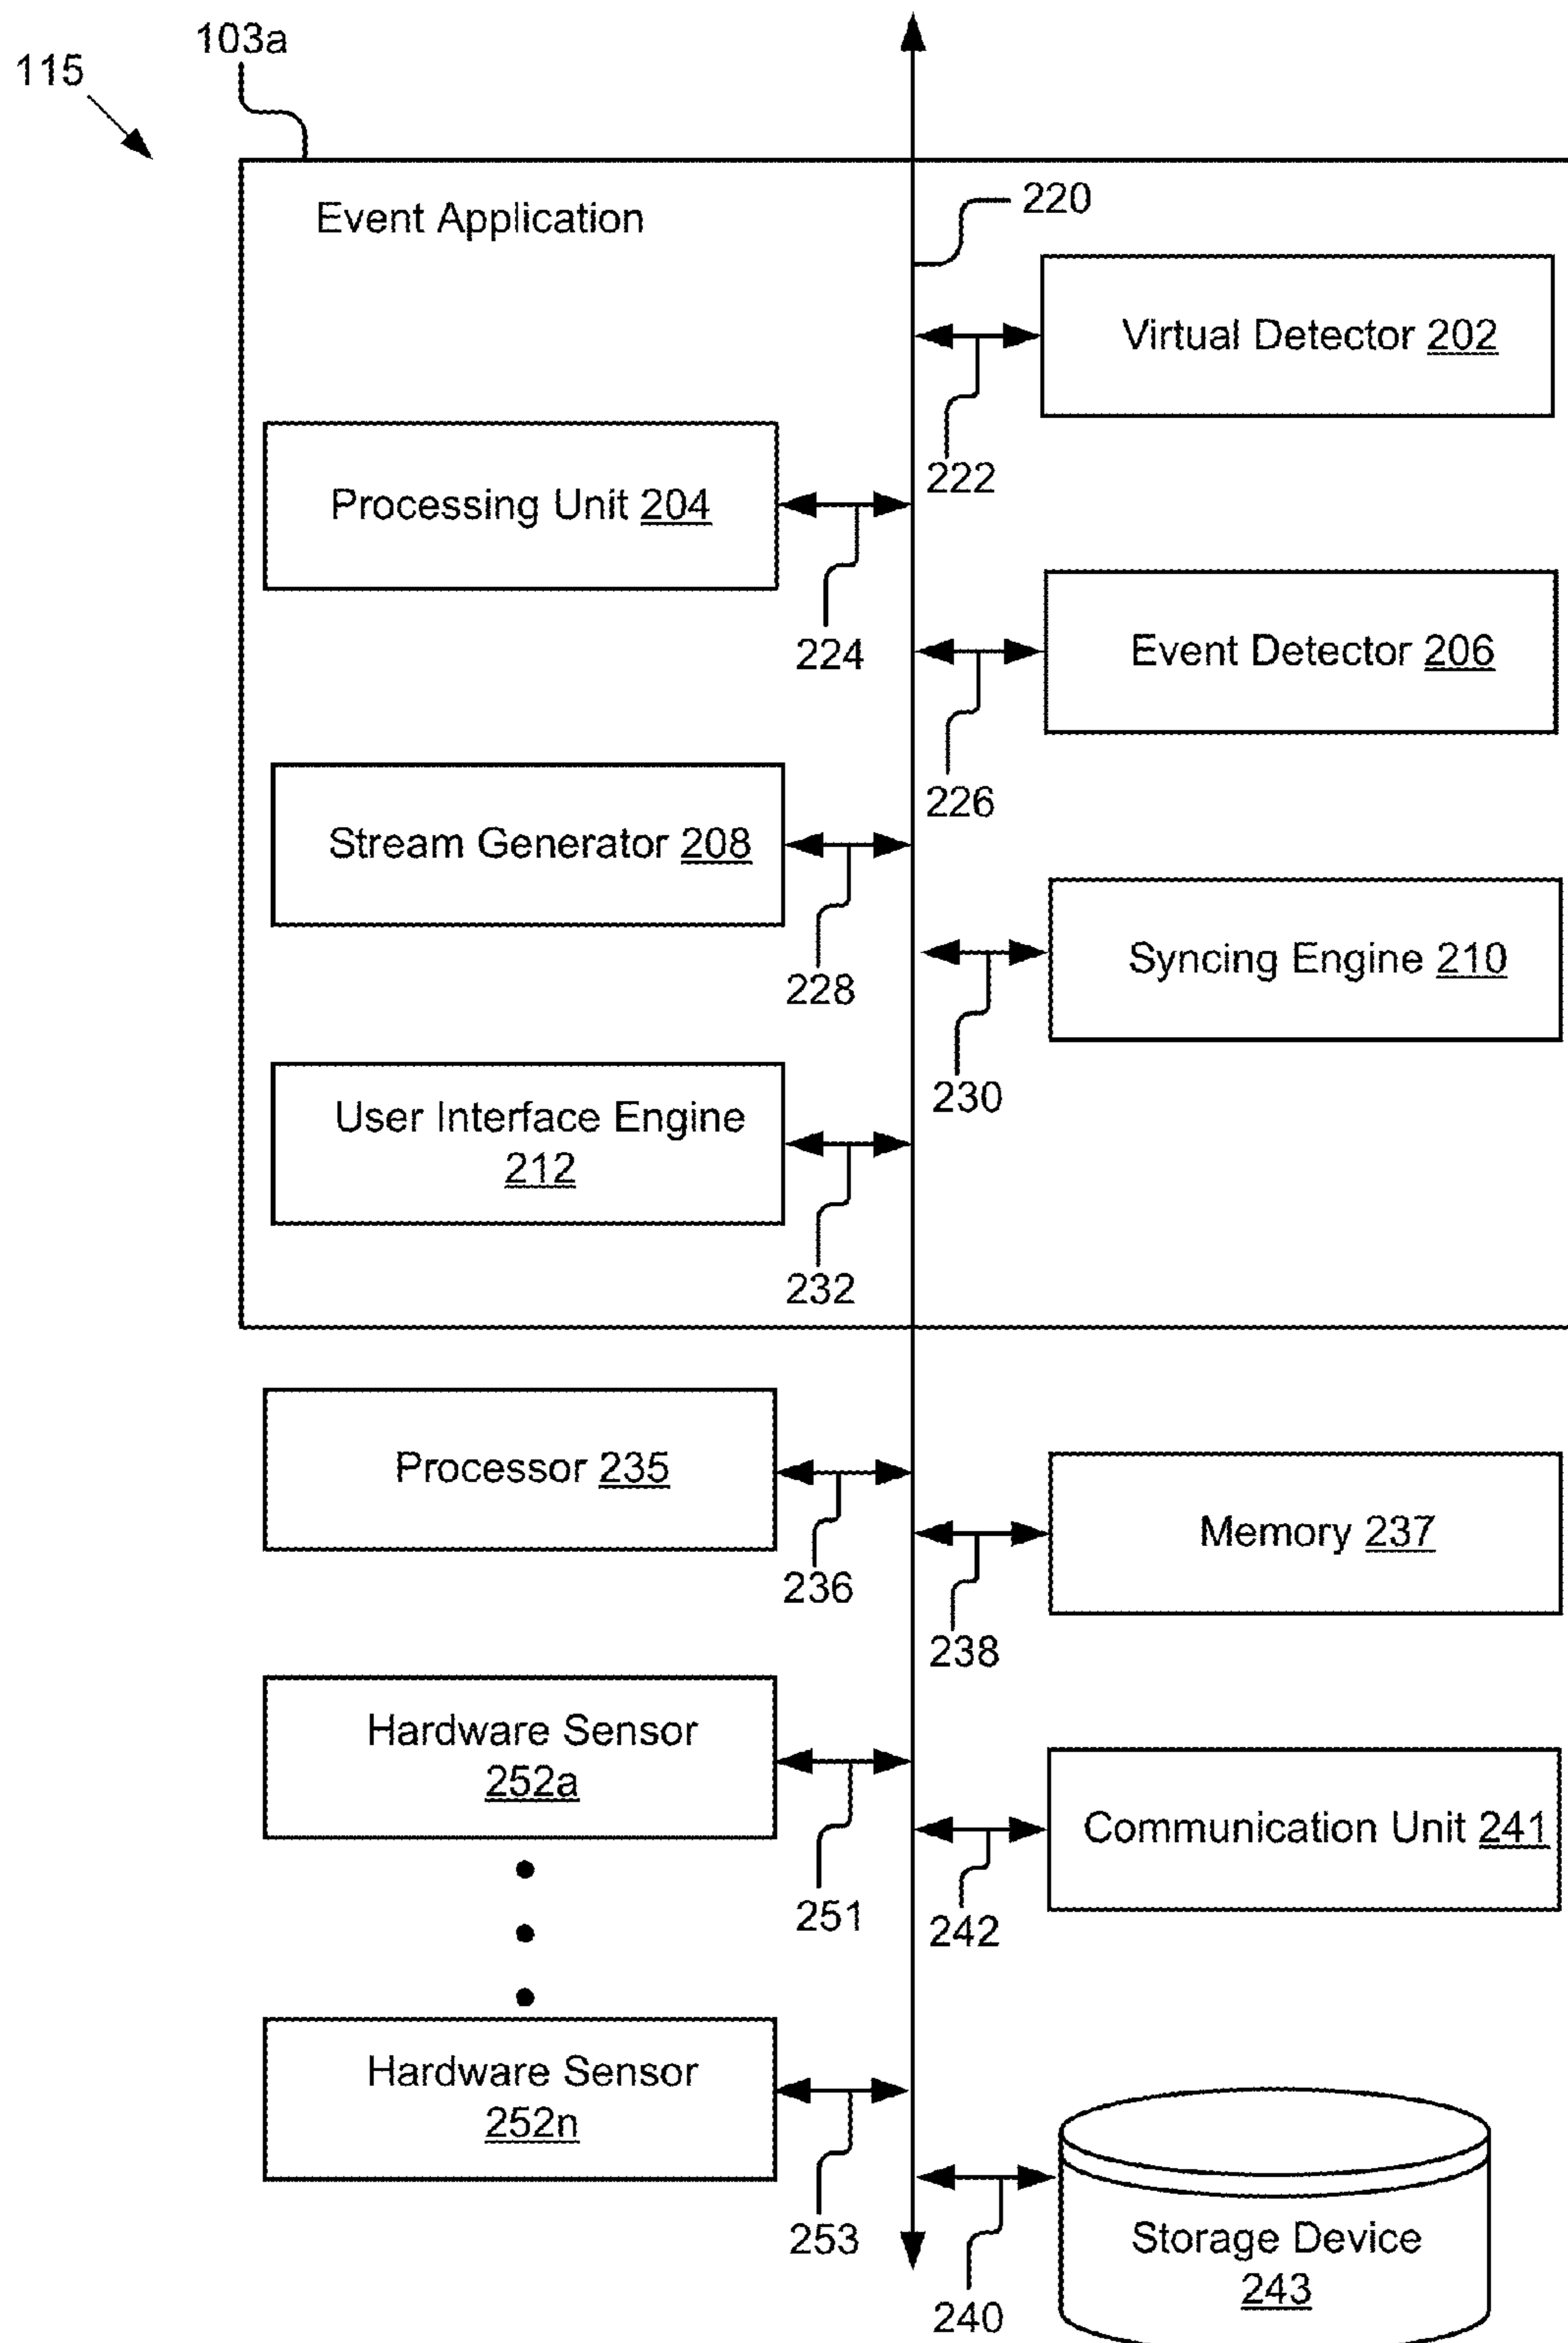 103a
115
Event Application
220
Virtual Detector 202
222
Processing Unit 204
224
Event Detector 206
226
Stream Generator 208
228
Syncing Engine 210
230
User Interface Engine
212
232
Processor 235
236
Memory 237
238
Hardware Sensor
252a
251
Communication Unit 241
242
Hardware Sensor
252n
253
Storage Device
243
240